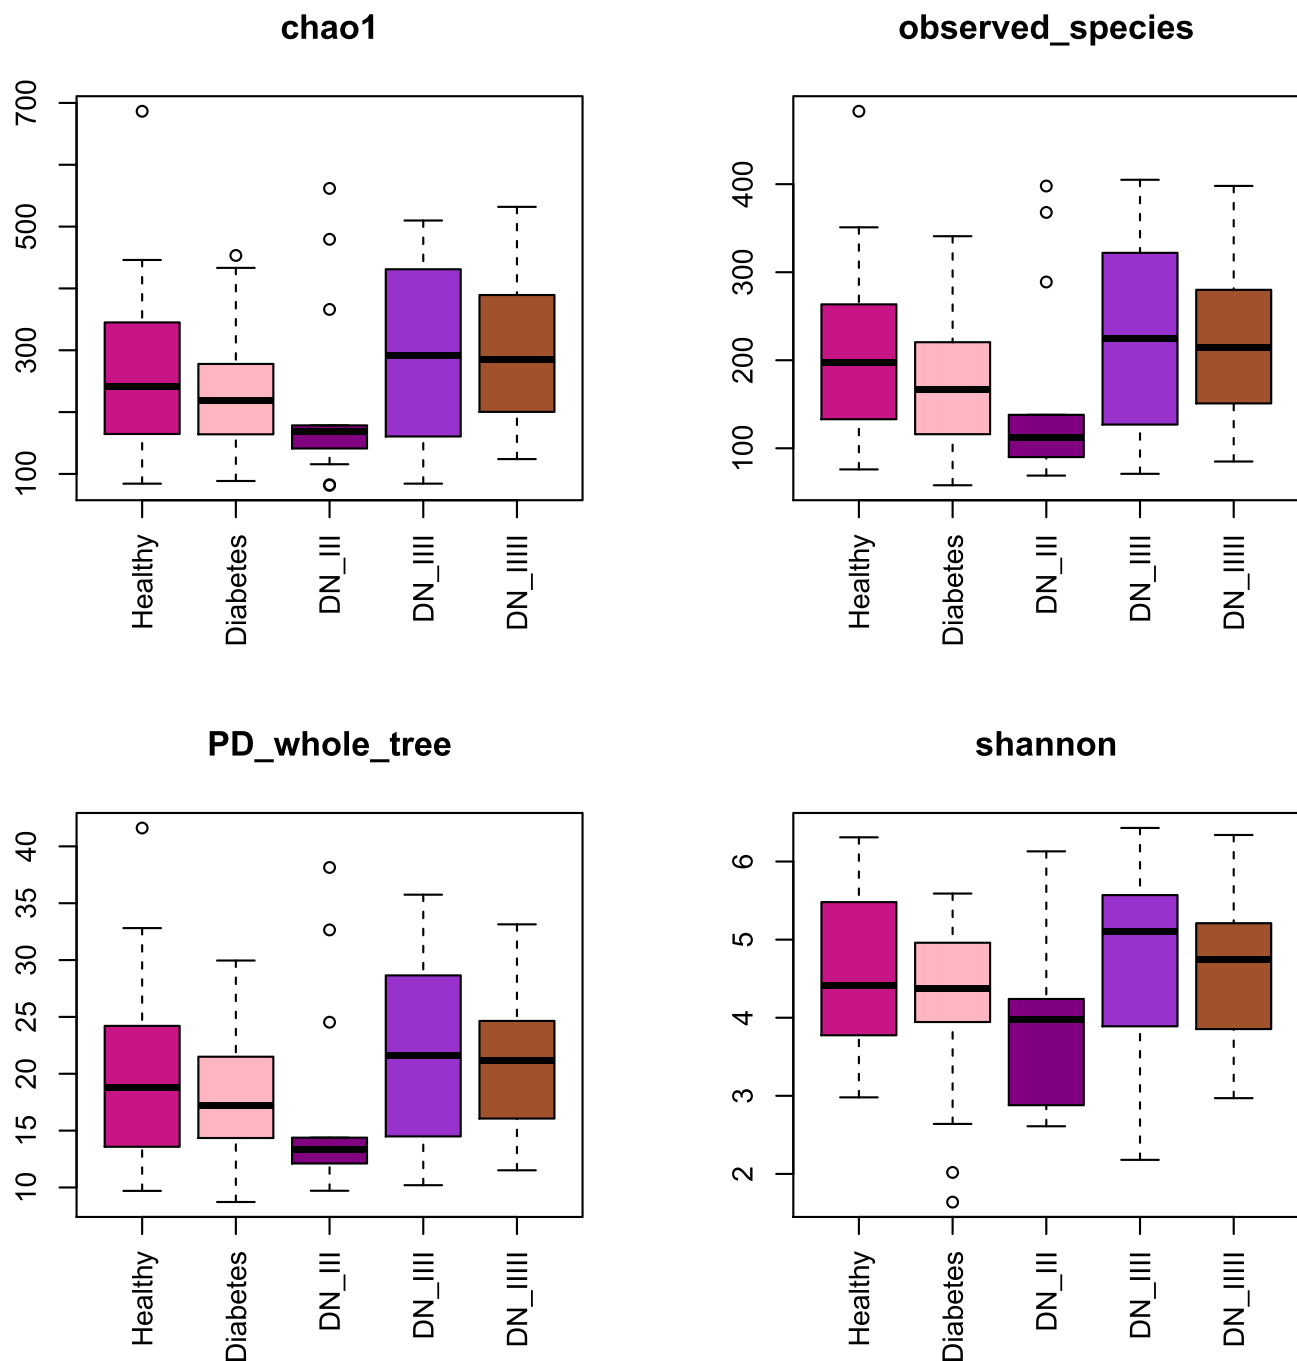 chao1
700
500
300
100
Healthy
Diabetes
DN_III
DN_IIII
DN_IIIII
observed_species
400
300
200
100
Healthy
Diabetes
DN_III
DN_IIII
DN_IIIII
PD_whole_tree
40
35
30
25
20
15
10
Healthy
Diabetes
DN_III
DN_IIII
DN_IIIII
shannon
6
5
4
3
2
Healthy
Diabetes
DN_III
DN_IIII
DN_IIIII